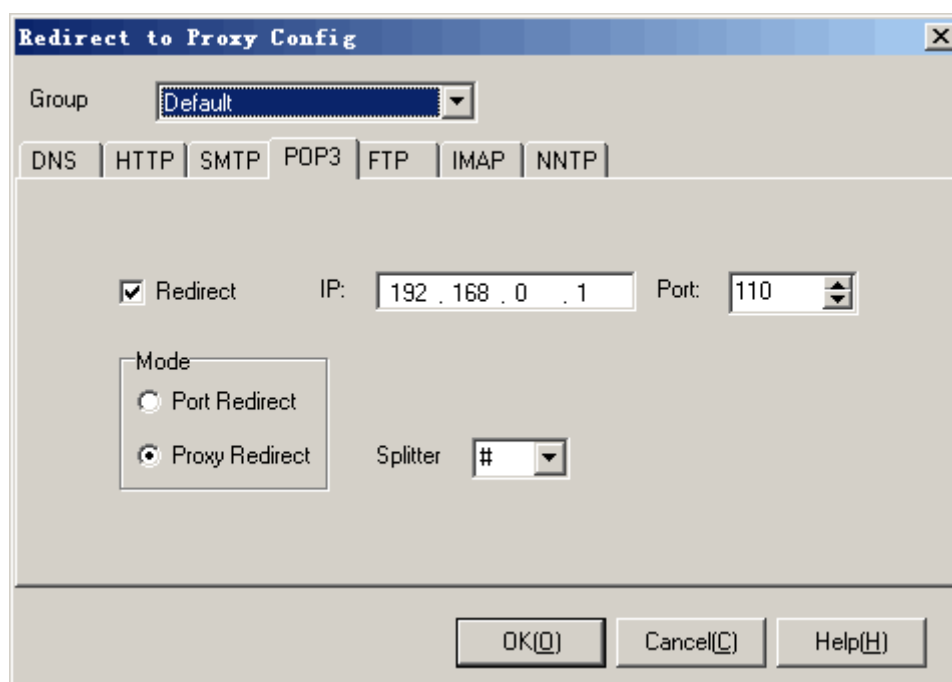 Redirect to Proxy Config
Group Default
DNS HTTP SMTP POP3 FTP IMAP NNTP
Redirect IP: 192 . 168 . 0 . 1 Port: 110
Mode
Port Redirect
Proxy Redirect Splitter #
OK(O) Cancel(C) Help(H)